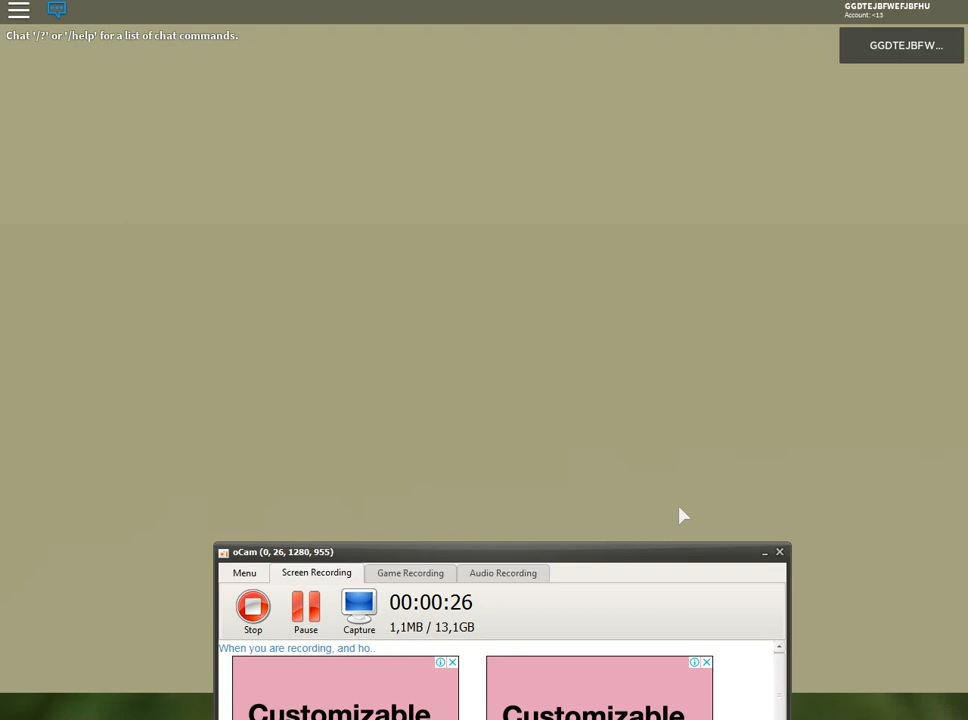 GGDTEJBFWEFJBFHU
Account: <13
Chat '/?' or '/help' for a list of chat commands.
GGDTEJBFW...
oCam (0, 26, 1280, 955)
Menu Screen Recording Game Recording Audio Recording
00:00:26
1,1MB / 13,1GB
Stop Pause Capture
When you are recording, and ho..
Customizable Customizable